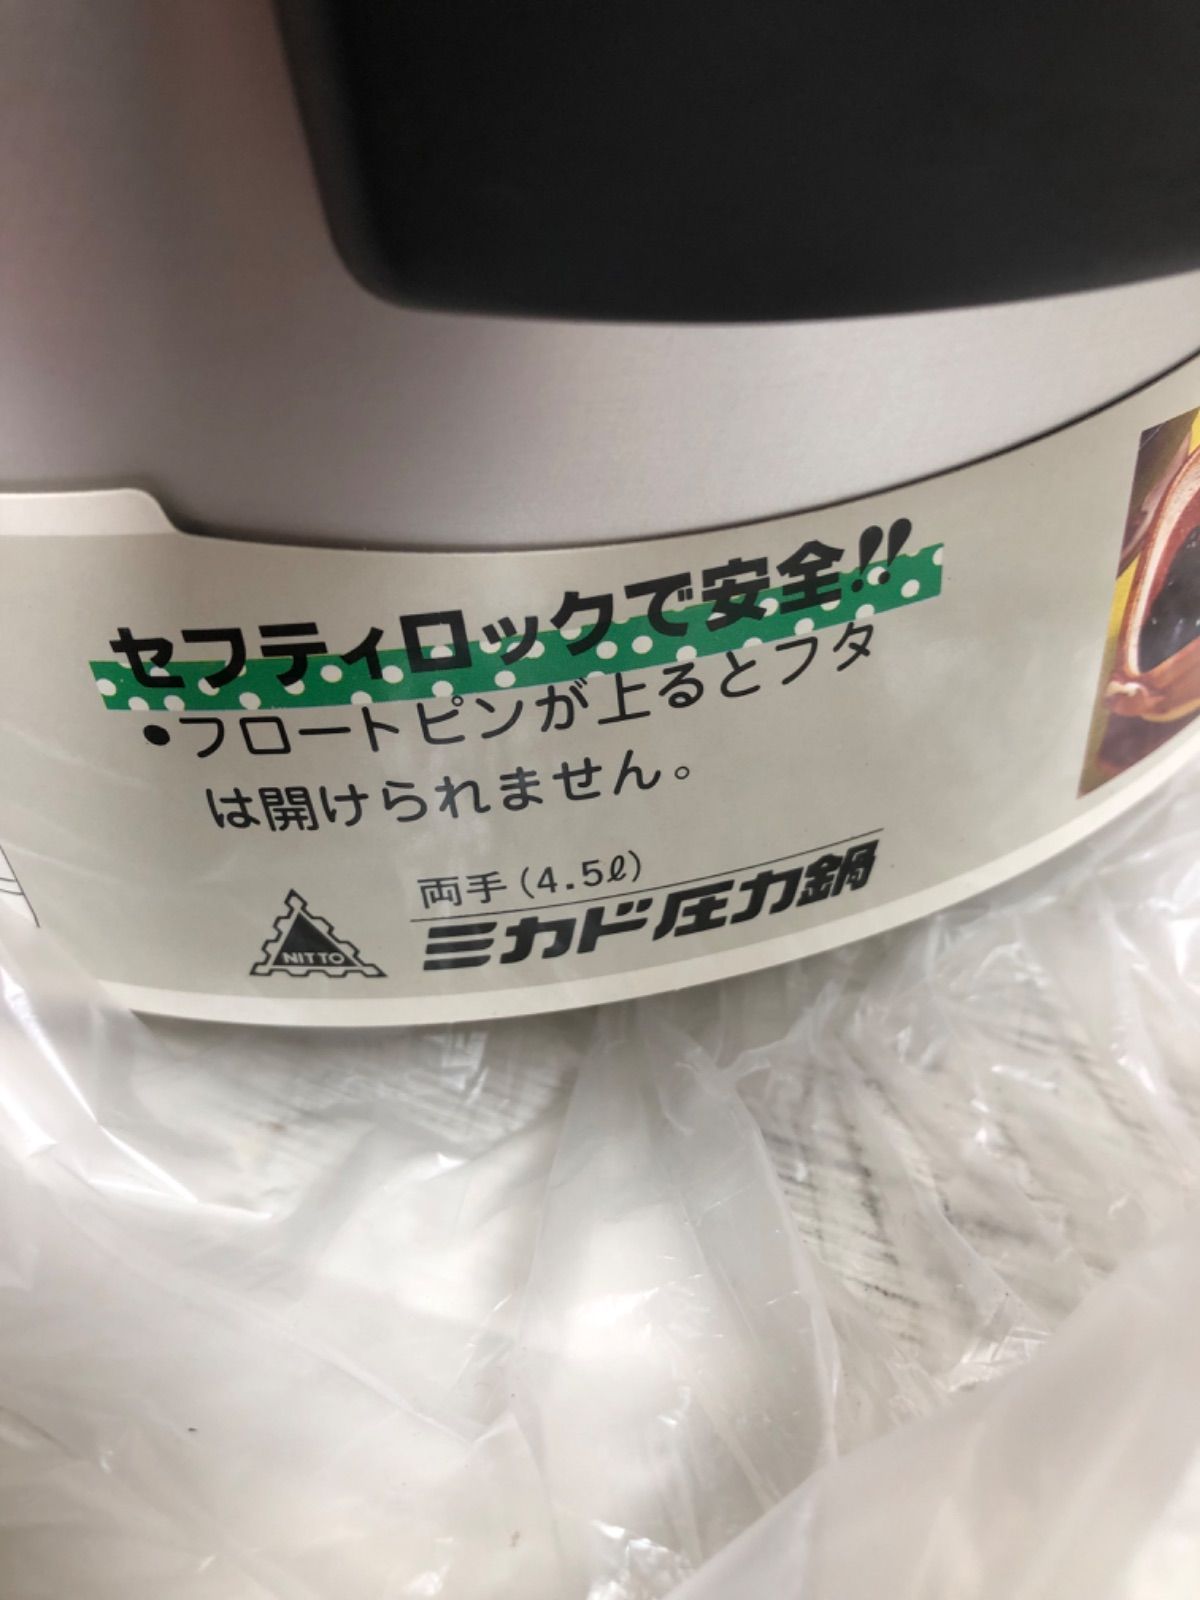 セフティロックで安全!!
•フロートピンが上るとフタ
は開けられません。
両手(4.5ℓ)
ミカド圧力鍋
NITTO